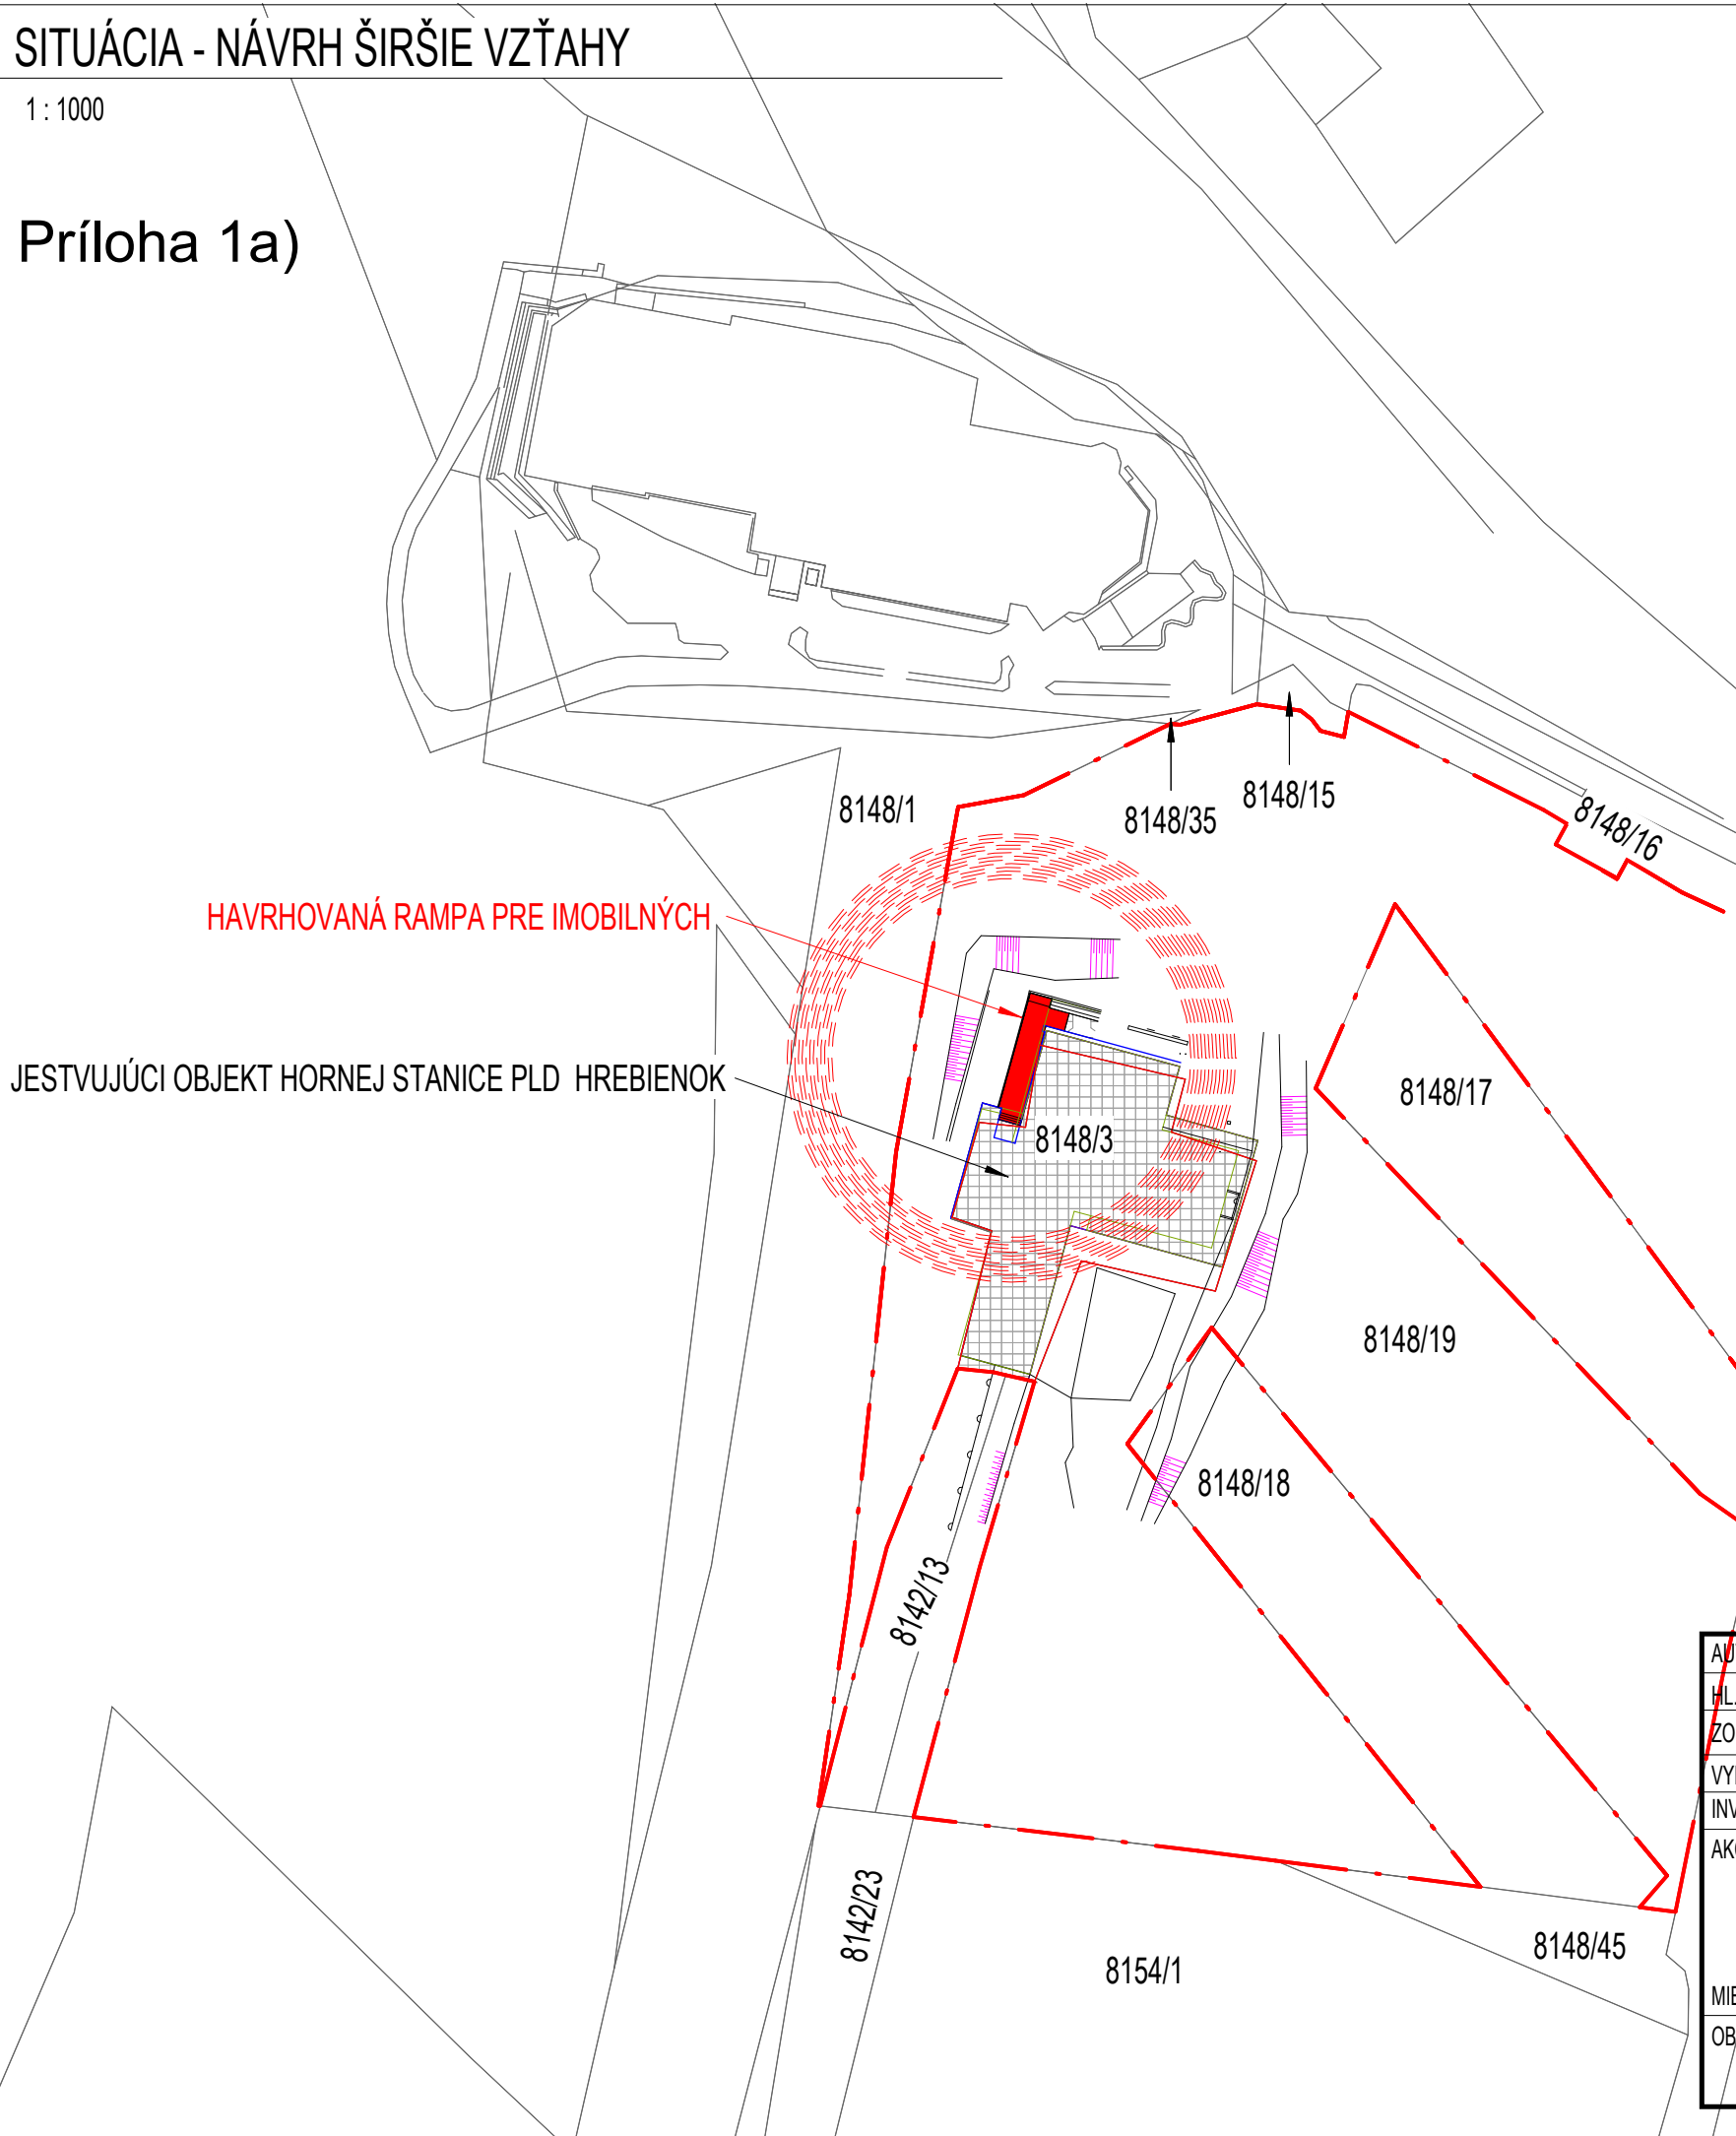 SITUÁCIA - NÁVRH ŠIRŠIE VZŤAHY
1 : 1000
Príloha 1a)
8148/1
8148/35
8148/15
8148/16
HAVRHOVANÁ RAMPA PRE IMOBILNÝCH
JESTVUJÚCI OBJEKT HORNEJ STANICE PLD HREBIENOK
8148/3
8148/17
8148/19
8148/18
8142/13
8142/23
8154/1
8148/45